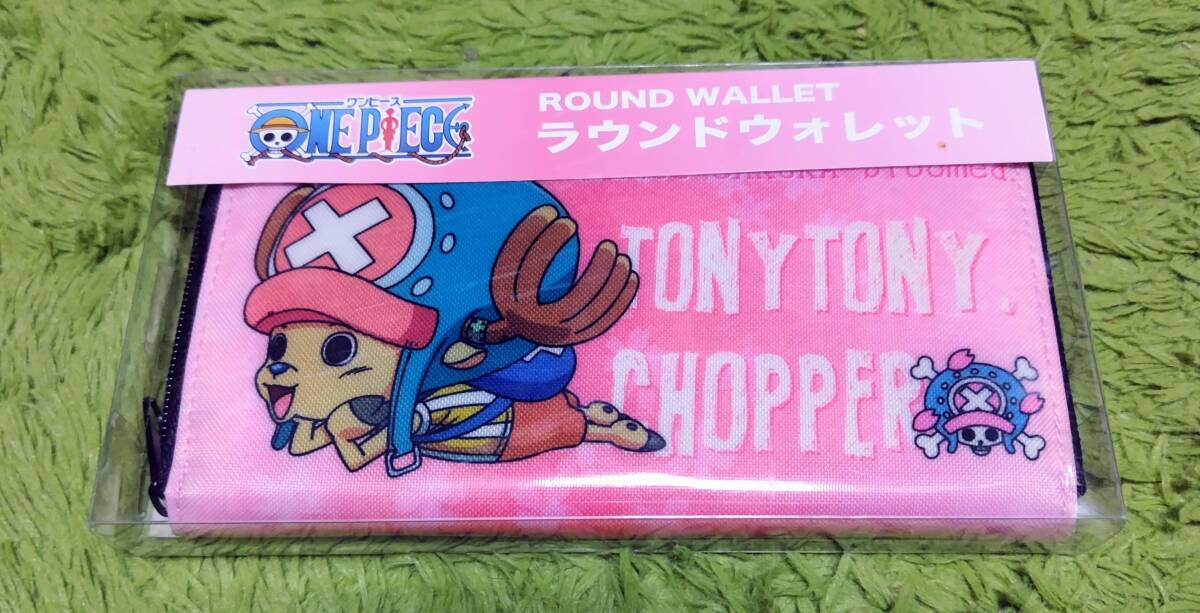 ワンピース
ONE PIECE
ROUND WALLET
ラウンドウォレット
bloomed
TONYTONY.
CHOPPER